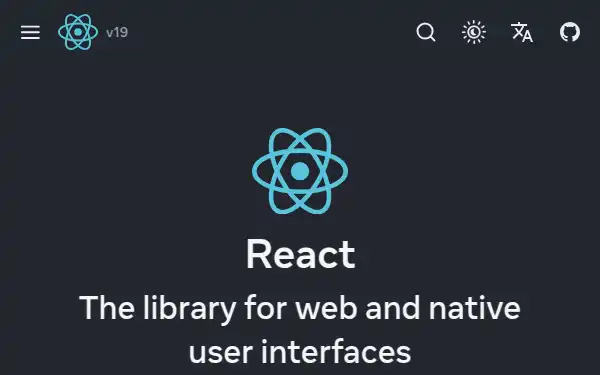 v19
React
The library for web and native
user interfaces